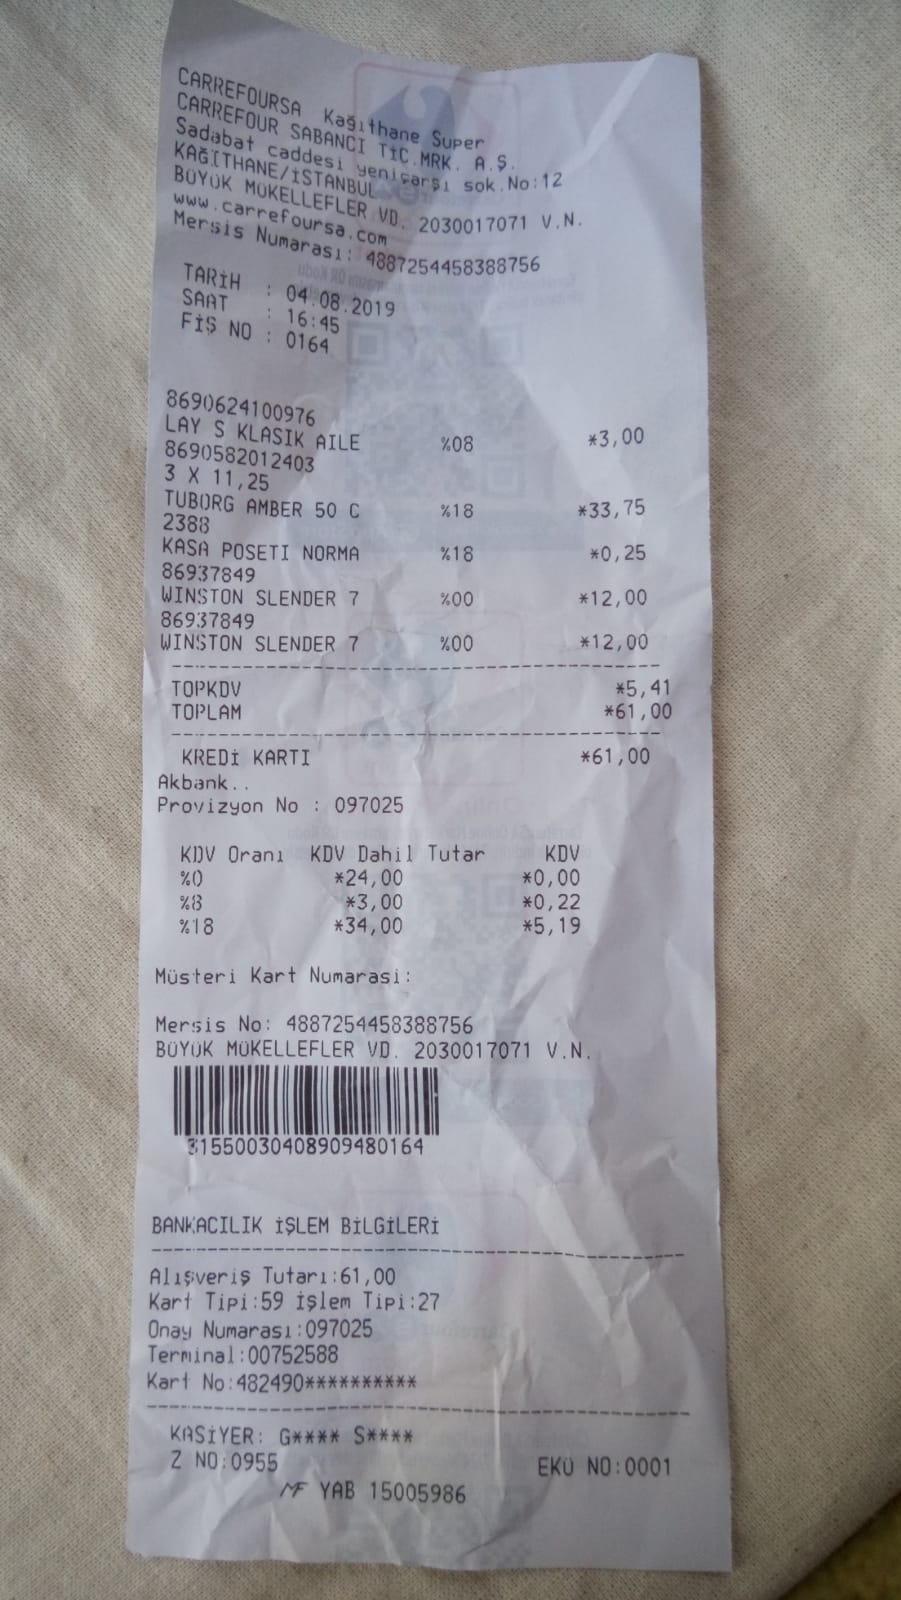 CARREFOURSA Kağıthane Super
CARREFOUR SABANCI TİC.MRK. A.Ş.
Sadabat caddesi yeniçarşı sok.No:12
KAĞITHANE/İSTANBUL
BÜYÜK MÜKELLEFLER VD. 2030017071 V.N.
www.carrefoursa.com
Mersis Numarası: 4887254458388756
TARİH : 04.08.2019
SAAT : 16:45
FİŞ NO : 0164
8690624100976
LAY S KLASIK AILE %08 *3,00
8690582012403
3 X 11,25
TUBORG AMBER 50 C %18 *33,75
2388
KASA POSETI NORMA %18 *0,25
86937849
WINSTON SLENDER 7 %00 *12,00
86937849
WINSTON SLENDER 7 %00 *12,00
TOPKDV *5,41
TOPLAM *61,00
KREDİ KARTI *61,00
Akbank..
Provizyon No : 097025
KDV Oranı KDV Dahil Tutar KDV
%0 *24,00 *0,00
%8 *3,00 *0,22
%18 *34,00 *5,19
Müsteri Kart Numarasi:
Mersis No: 4887254458388756
BÜYÜK MÜKELLEFLER VD. 2030017071 V.N.
31550030408909480164
BANKACILIK İŞLEM BİLGİLERİ
Alışveriş Tutarı:61,00
Kart Tipi:59 İşlem Tipi:27
Onay Numarası:097025
Terminal:00752588
Kart No:482490**********
KASİYER: G**** S****
Z NO:0955 EKÜ NO:0001
MF YAB 15005986